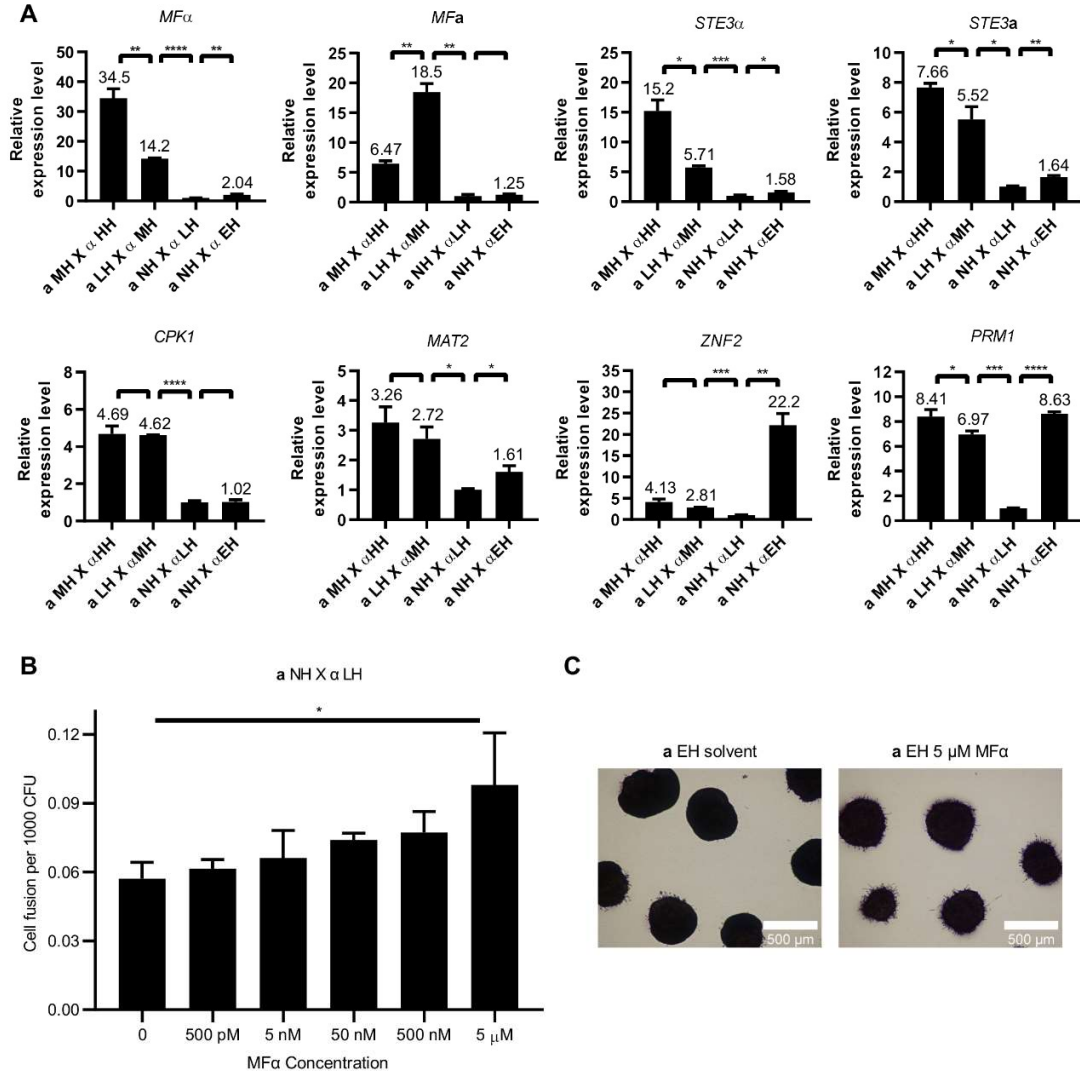 A
MFα
Relative
expression level
50
40
30
20
10
0
34.5
14.2
2.04
** **** **
a MH X α HH
a LH X α MH
a NH X α LH
a NH X α EH
MFa
Relative
expression level
25
20
15
10
5
0
6.47
18.5
1.25
** **
a MH X αHH
a LH X αMH
a NH X αLH
a NH X αEH
STE3α
Relative
expression level
25
20
15
10
5
0
15.2
5.71
1.58
* *** *
a MH X αHH
a LH X αMH
a NH X αLH
a NH X αEH
STE3a
Relative
expression level
10
8
6
4
2
0
7.66
5.52
1.64
* * **
a MH X αHH
a LH X αMH
a NH X αLH
a NH X αEH
CPK1
Relative
expression level
8
6
4
2
0
4.69
4.62
1.02
****
a MH X αHH
a LH X αMH
a NH X αLH
a NH X αEH
MAT2
Relative
expression level
5
4
3
2
1
0
3.26
2.72
1.61
* *
a MH X αHH
a LH X αMH
a NH X αLH
a NH X αEH
ZNF2
Relative
expression level
35
30
25
20
15
10
5
0
4.13
2.81
22.2
*** **
a MH X αHH
a LH X αMH
a NH X αLH
a NH X αEH
PRM1
Relative
expression level
12
10
8
6
4
2
0
8.41
6.97
8.63
* *** ****
a MH X αHH
a LH X αMH
a NH X αLH
a NH X αEH
B
a NH X α LH
*
Cell fusion per 1000 CFU
0.12
0.09
0.06
0.03
0.00
0 500 pM 5 nM 50 nM 500 nM 5 μM
MFα Concentration
C
a EH solvent
500 µm
a EH 5 µM MFα
500 µm